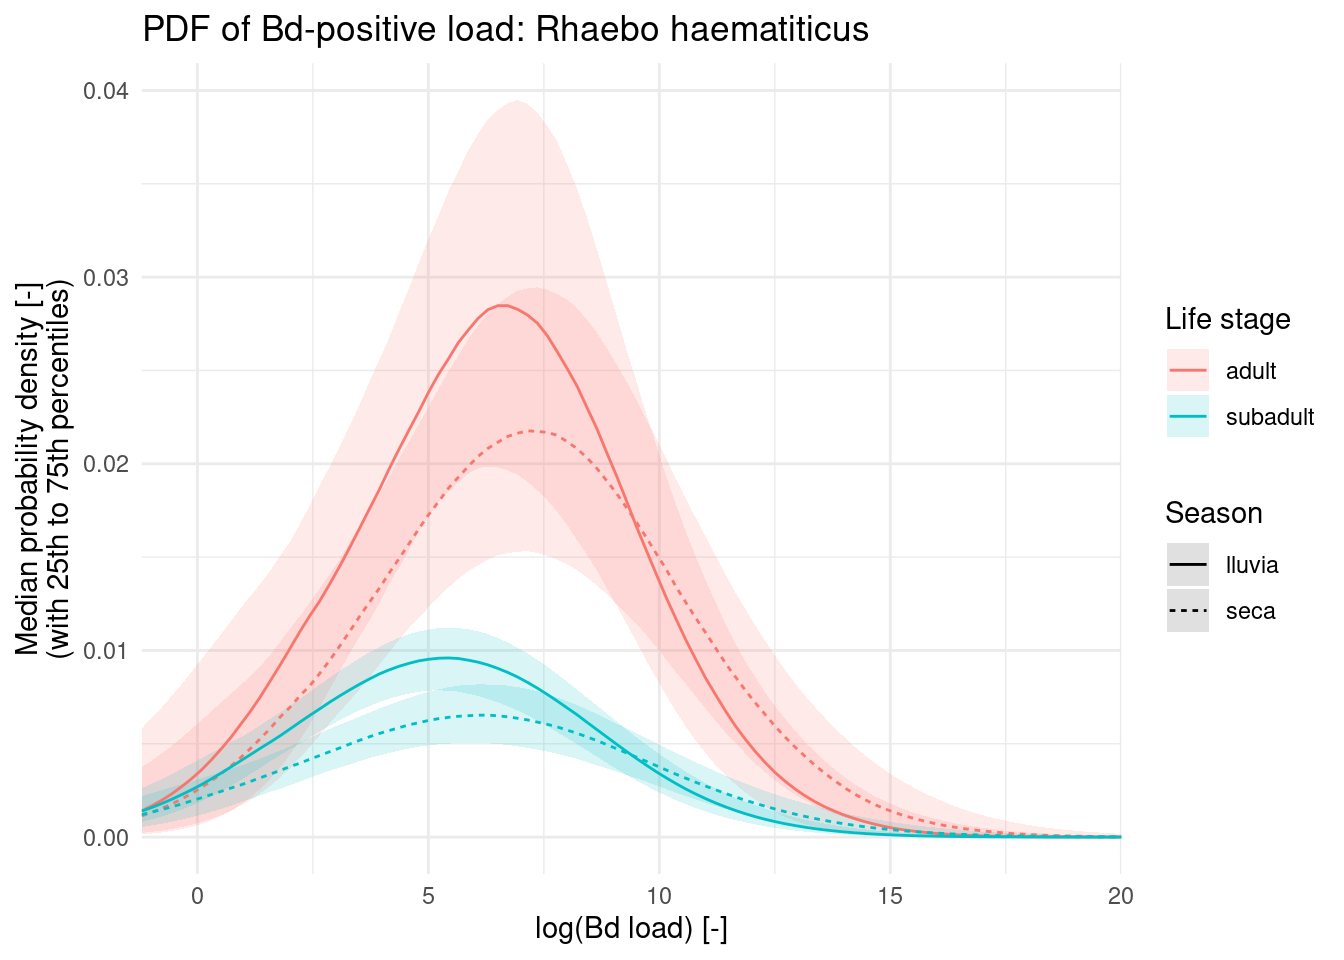 PDF of Bd-positive load: Rhaebo haematiticus
Median probability density [-]
(with 25th to 75th percentiles)
0.04
0.03
0.02
0.01
0.00
0
5
10
15
20
log(Bd load) [-]
Life stage
adult
subadult
Season
lluvia
seca